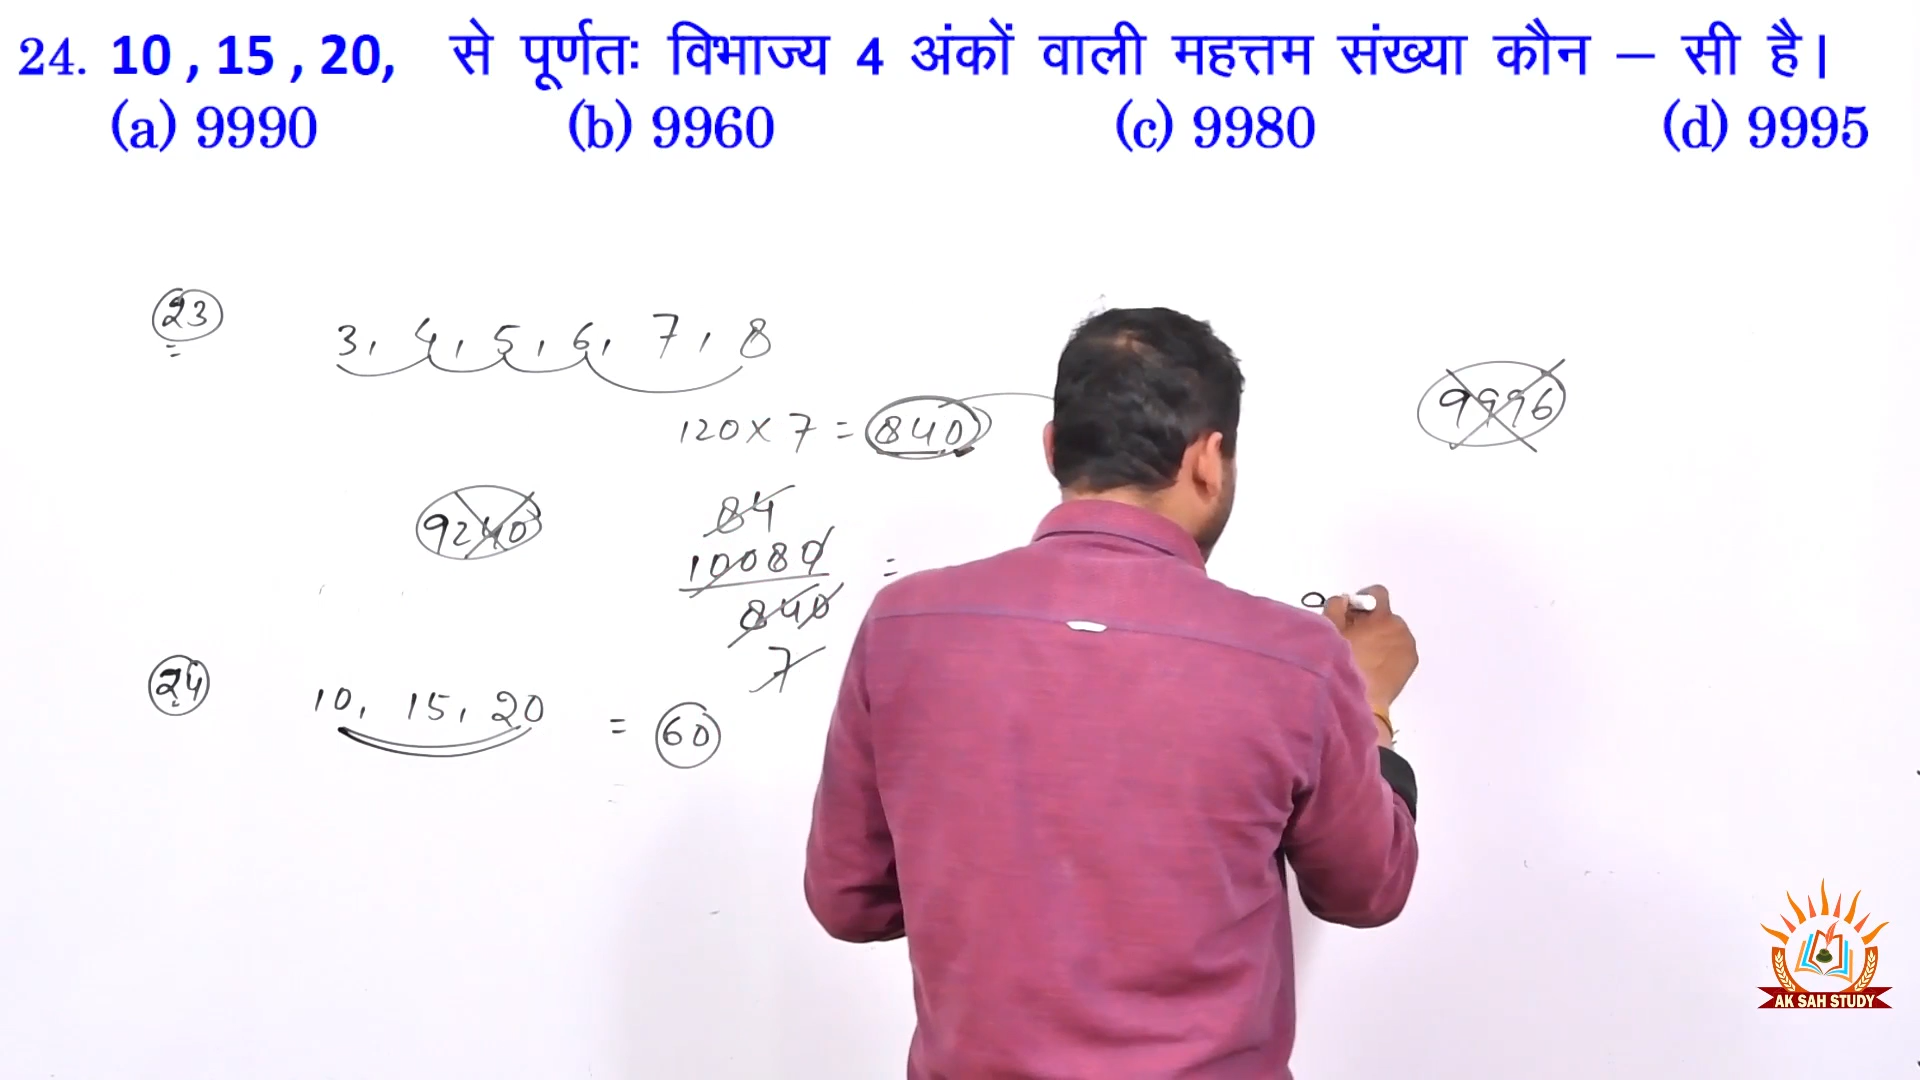 24. 10 , 15 , 20, से पूर्णतः विभाज्य 4 अंकों वाली महत्तम संख्या कौन – सी है।
(a) 9990 (b) 9960 (c) 9980 (d) 9995
23
3, 4, 5, 6, 7, 8
9996
120 x 7 = 840
84
9240
10080 =
840
7
24
10, 15, 20 = 60
AK SAH STUDY